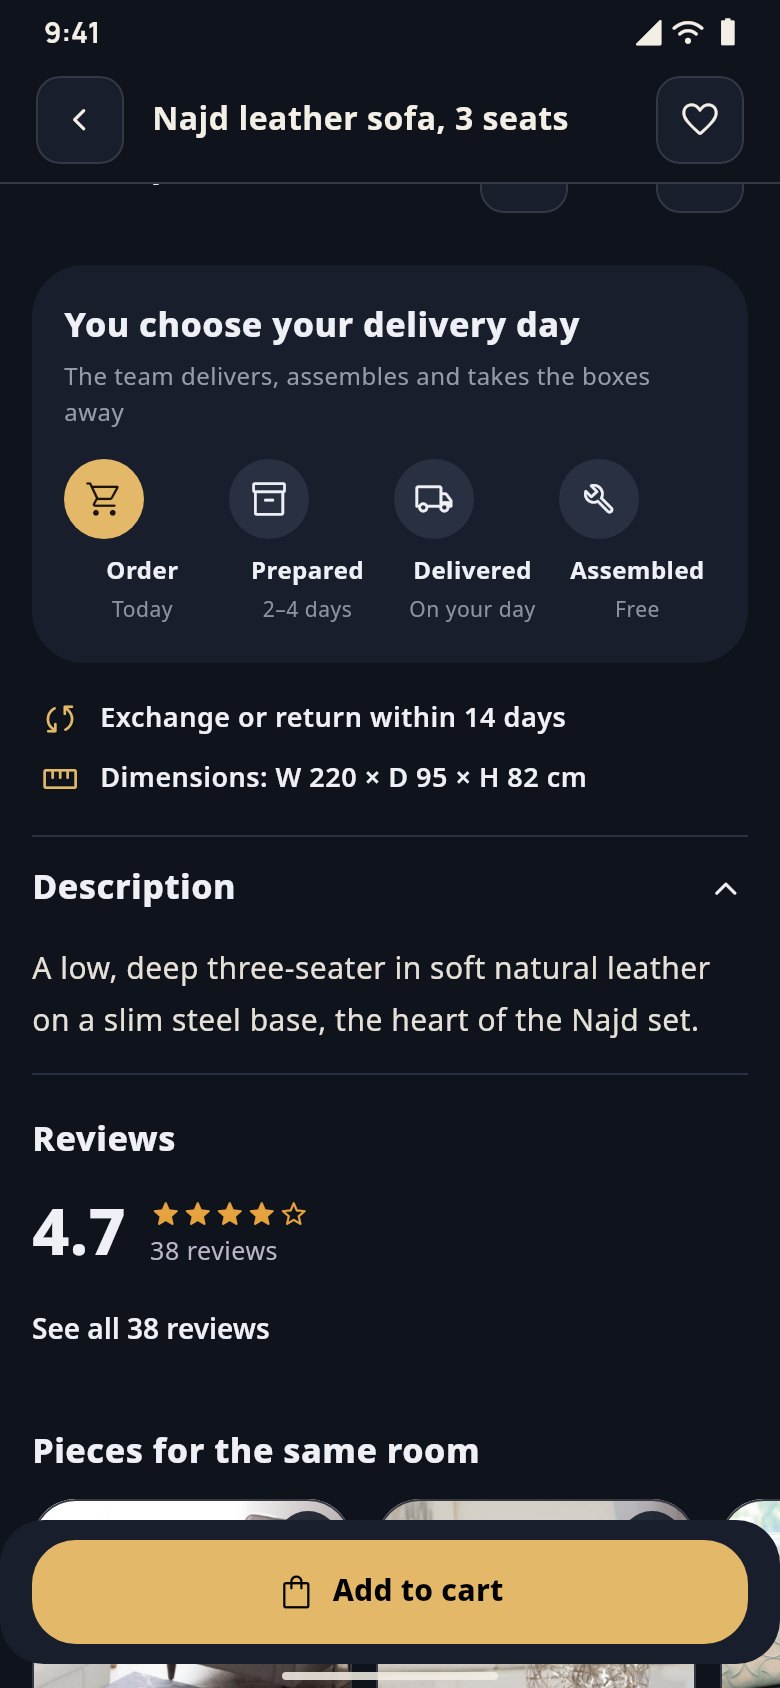 9:41
Najd leather sofa, 3 seats
You choose your delivery day
The team delivers, assembles and takes the boxes
away
Order
Prepared
Delivered
Assembled
Today
2–4 days
On your day
Free
Exchange or return within 14 days
Dimensions: W 220 × D 95 × H 82 cm
Description
A low, deep three-seater in soft natural leather
on a slim steel base, the heart of the Najd set.
Reviews
4.7
38 reviews
See all 38 reviews
Pieces for the same room
Add to cart